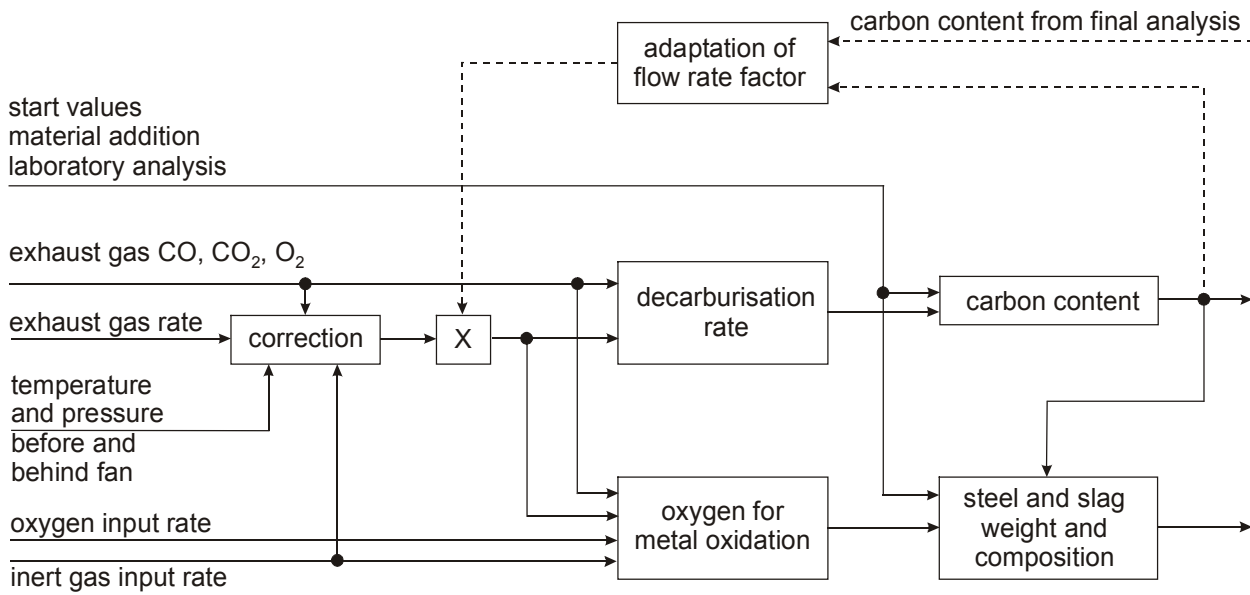 carbon content from final analysis
adaptation of
flow rate factor
start values
material addition
laboratory analysis
exhaust gas CO, CO₂, O₂
decarburisation
rate
carbon content
exhaust gas rate
correction
X
temperature
and pressure
before and
behind fan
oxygen for
metal oxidation
steel and slag
weight and
composition
oxygen input rate
inert gas input rate